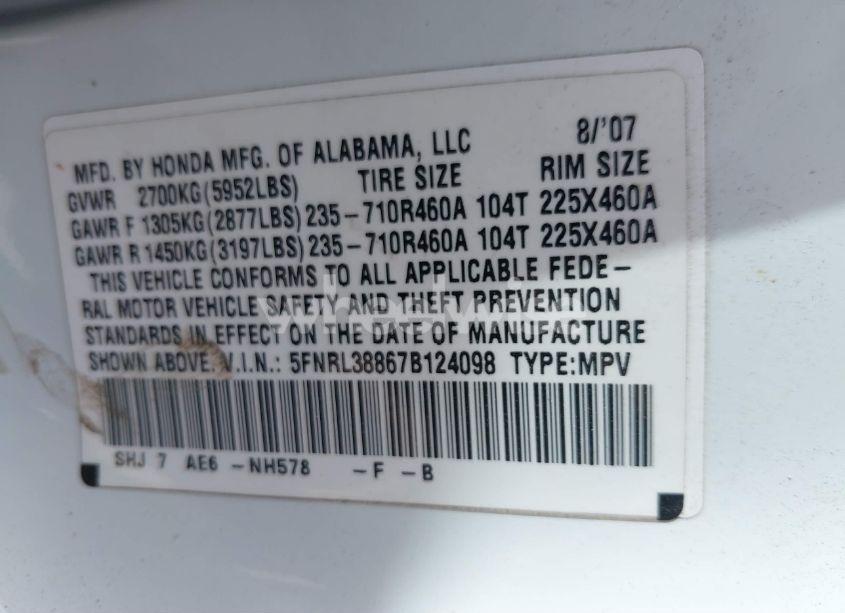 MFD. BY HONDA MFG. OF ALABAMA, LLC 8/'07
GVWR 2700KG(5952LBS) TIRE SIZE RIM SIZE
GAWR F 1305KG(2877LBS) 235-710R460A 104T 225X460A
GAWR R 1450KG(3197LBS) 235-710R460A 104T 225X460A
THIS VEHICLE CONFORMS TO ALL APPLICABLE FEDE-
RAL MOTOR VEHICLE SAFETY AND THEFT PREVENTION
STANDARDS IN EFFECT ON THE DATE OF MANUFACTURE
SHOWN ABOVE. V.I.N.: 5FNRL38867B124098 TYPE:MPV
SHJ 7 AE6 -NH578 -F -B